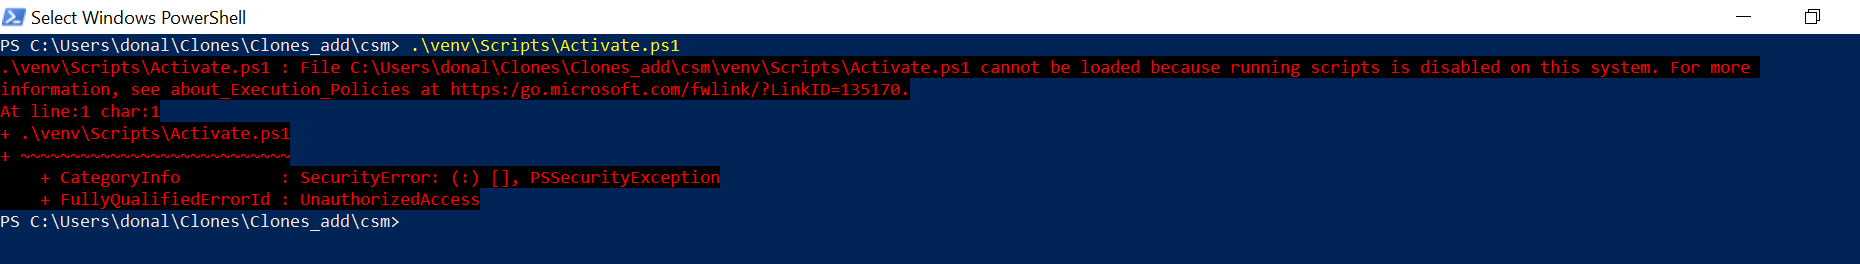 Select Windows PowerShell
PS C:\Users\donal\Clones\Clones_add\csm> .\venv\Scripts\Activate.ps1
.\venv\Scripts\Activate.ps1 : File C:\Users\donal\Clones\Clones_add\csm\venv\Scripts\Activate.ps1 cannot be loaded because running scripts is disabled on this system. For more
information, see about_Execution_Policies at https:/go.microsoft.com/fwlink/?LinkID=135170.
At line:1 char:1
+ .\venv\Scripts\Activate.ps1
+ ~~~~~~~~~~~~~~~~~~~~~~~~~~~
    + CategoryInfo          : SecurityError: (:) [], PSSecurityException
    + FullyQualifiedErrorId : UnauthorizedAccess
PS C:\Users\donal\Clones\Clones_add\csm>